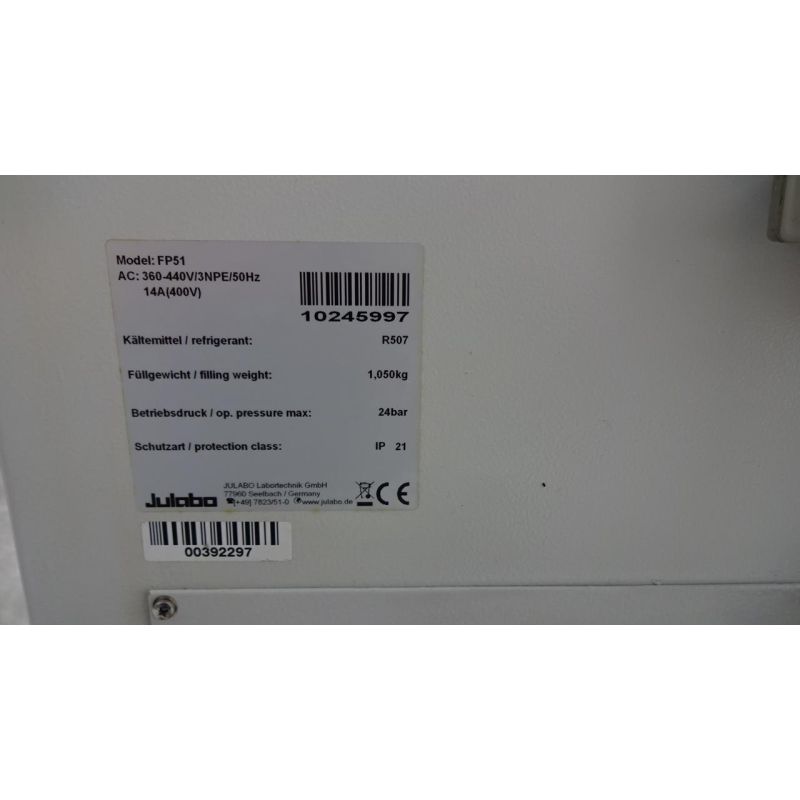 Model: FP51
AC: 360-440V/3NPE/50Hz
14A(400V)
10245997
Kältemittel / refrigerant: R507
Füllgewicht / filling weight: 1,050kg
Betriebsdruck / op. pressure max: 24bar
Schutzart / protection class: IP 21
Julabo
JULABO Labortechnik GmbH
77960 Seelbach / Germany
☎[+49] 7823/51-0 www.julabo.de
CE
00392297